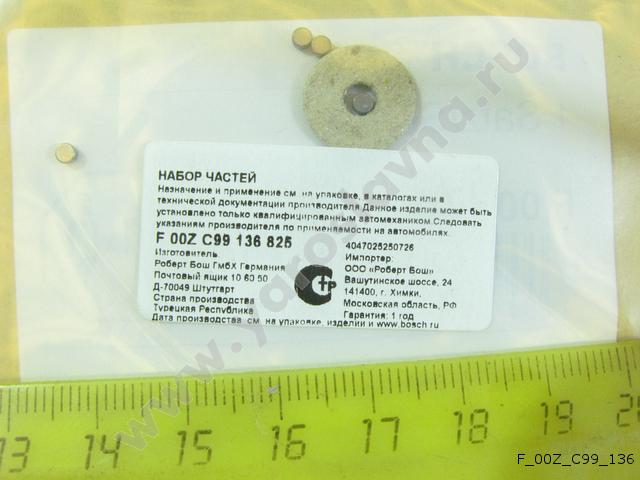 НАБОР ЧАСТЕЙ
Назначение и применение см. на упаковке, в каталогах или в
технической документации производителя.Данное изделие может быть
установлено только квалифицированным автомехаником.Следовать
указаниям производителя по применяемости на автомобилях.
F 00Z C99 136 825
Изготовитель:
Роберт Бош ГмбХ Германия
Почтовый ящик 10 60 50
Д-70049 Штутгарт
Страна производства
Турецкая Республика
4047025250726
Импортер:
ООО «Роберт Бош»
Вашутинское шоссе, 24
141400, г. Химки,
Московская область, РФ
Гарантия: 1 год
Дата производства см. на упаковке, изделии и www.bosch.ru
13 14 15 16 17 18 19 20
www.yaroslavna.ru
F_00Z_C99_136